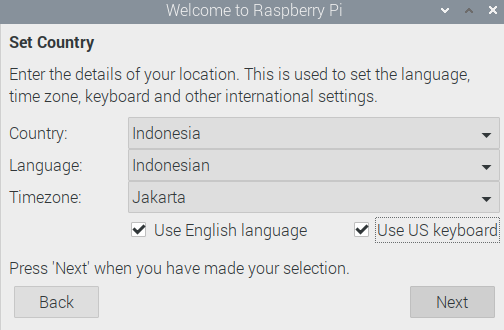 Welcome to Raspberry Pi
Set Country
Enter the details of your location. This is used to set the language,
time zone, keyboard and other international settings.
Country: Indonesia
Language: Indonesian
Timezone: Jakarta
Use English language Use US keyboard
Press 'Next' when you have made your selection.
Back Next